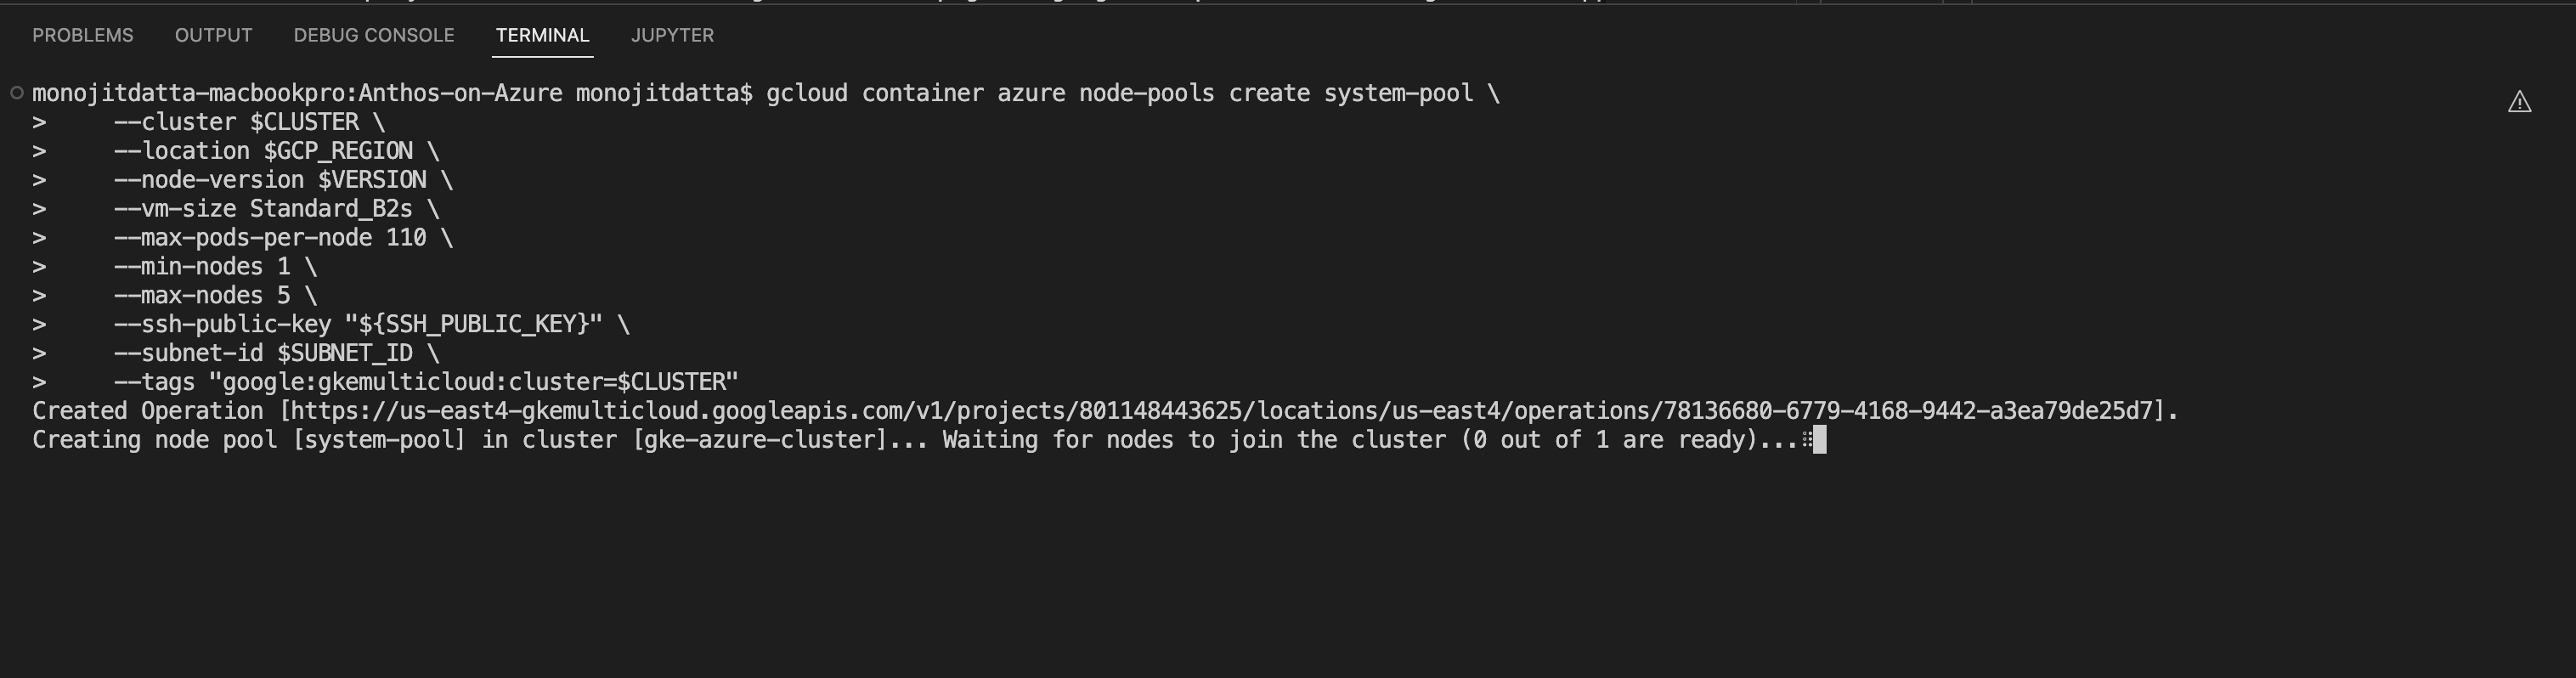 PROBLEMS OUTPUT DEBUG CONSOLE TERMINAL JUPYTER
monojitdatta-macbookpro:Anthos-on-Azure monojitdatta$ gcloud container azure node-pools create system-pool \
>     --cluster $CLUSTER \
>     --location $GCP_REGION \
>     --node-version $VERSION \
>     --vm-size Standard_B2s \
>     --max-pods-per-node 110 \
>     --min-nodes 1 \
>     --max-nodes 5 \
>     --ssh-public-key "${SSH_PUBLIC_KEY}" \
>     --subnet-id $SUBNET_ID \
>     --tags "google:gkemulticloud:cluster=$CLUSTER"
Created Operation [https://us-east4-gkemulticloud.googleapis.com/v1/projects/801148443625/locations/us-east4/operations/78136680-6779-4168-9442-a3ea79de25d7].
Creating node pool [system-pool] in cluster [gke-azure-cluster]... Waiting for nodes to join the cluster (0 out of 1 are ready)...